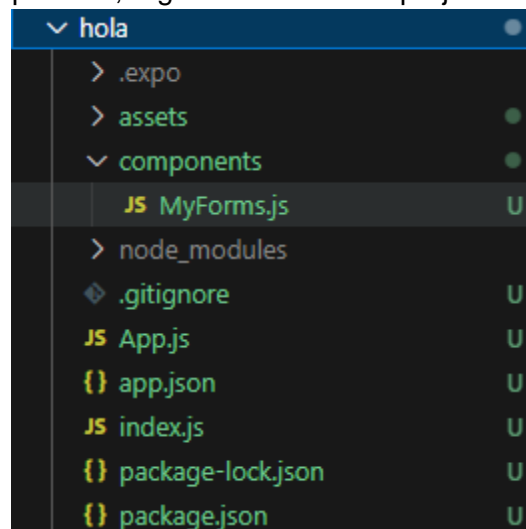 hola
.expo
assets
components
JS MyForms.js U
node_modules
.gitignore U
JS App.js U
{} app.json U
JS index.js U
{} package-lock.json U
{} package.json U